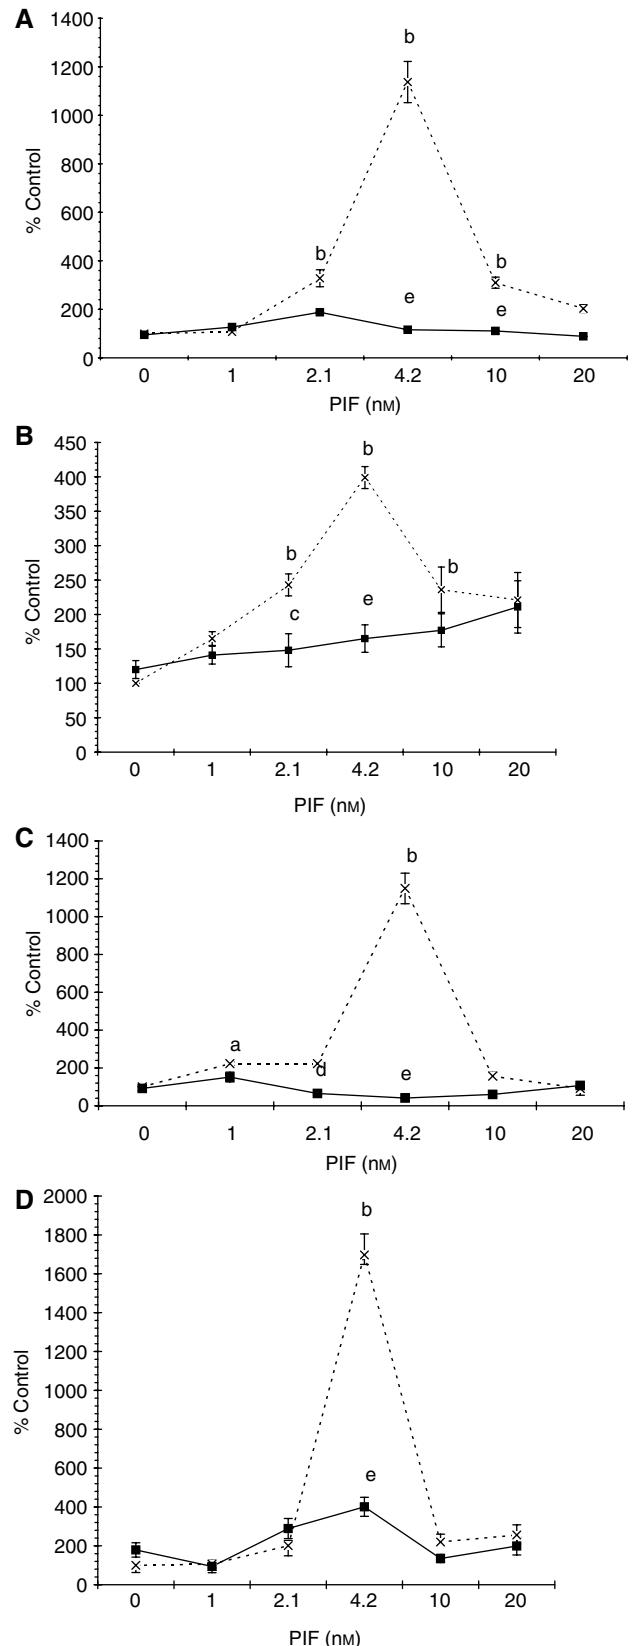 A
1400
1200
1000
800
600
400
200
0
% Control
b
b
b
e
e
0 1 2.1 4.2 10 20
PIF (nM)
B
450
400
350
300
250
200
150
100
50
0
% Control
b
b
b
c
e
0 1 2.1 4.2 10 20
PIF (nM)
C
1400
1200
1000
800
600
400
200
0
% Control
b
a
d
e
0 1 2.1 4.2 10 20
PIF (nM)
D
2000
1800
1600
1400
1200
1000
800
600
400
200
0
% Control
b
e
0 1 2.1 4.2 10 20
PIF (nM)